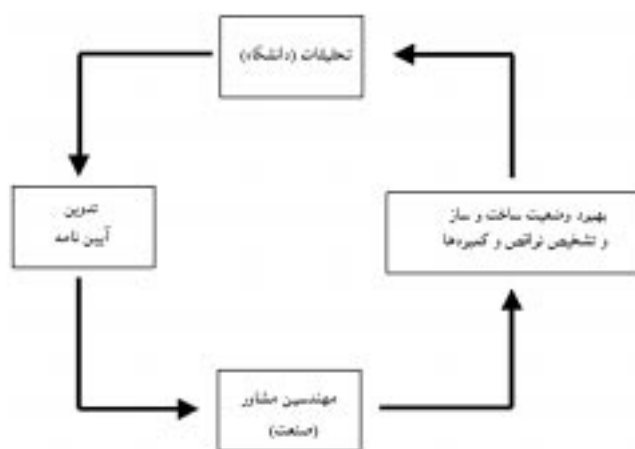 تحقیقات (دانشگاه)
تدوین
آیین نامه
بهبود وضعیت ساخت و ساز
و تشخیص نواقص و کمبودها
مهندسین مشاور
(صنعت)